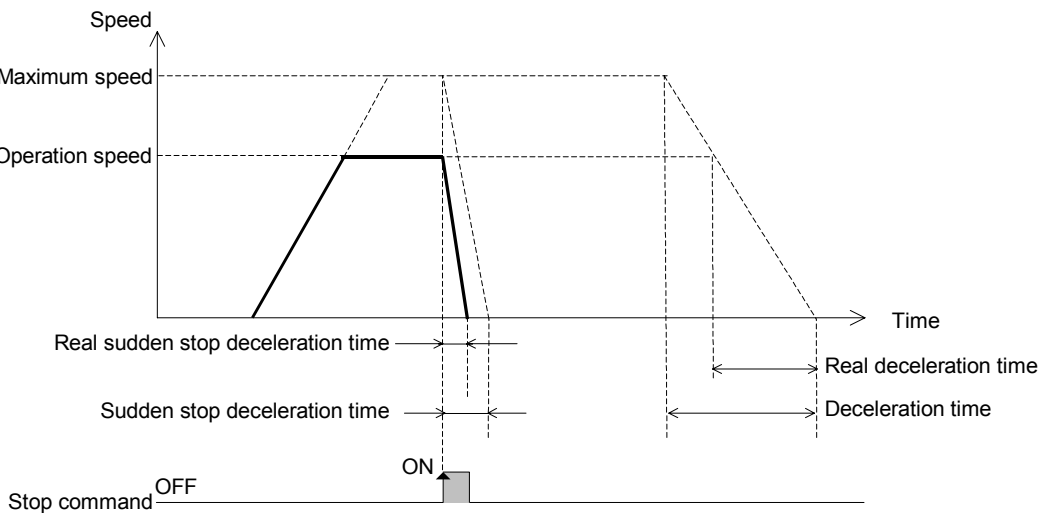 Speed
Maximum speed
Operation speed
Time
Real sudden stop deceleration time
Real deceleration time
Sudden stop deceleration time
Deceleration time
ON
OFF
Stop command